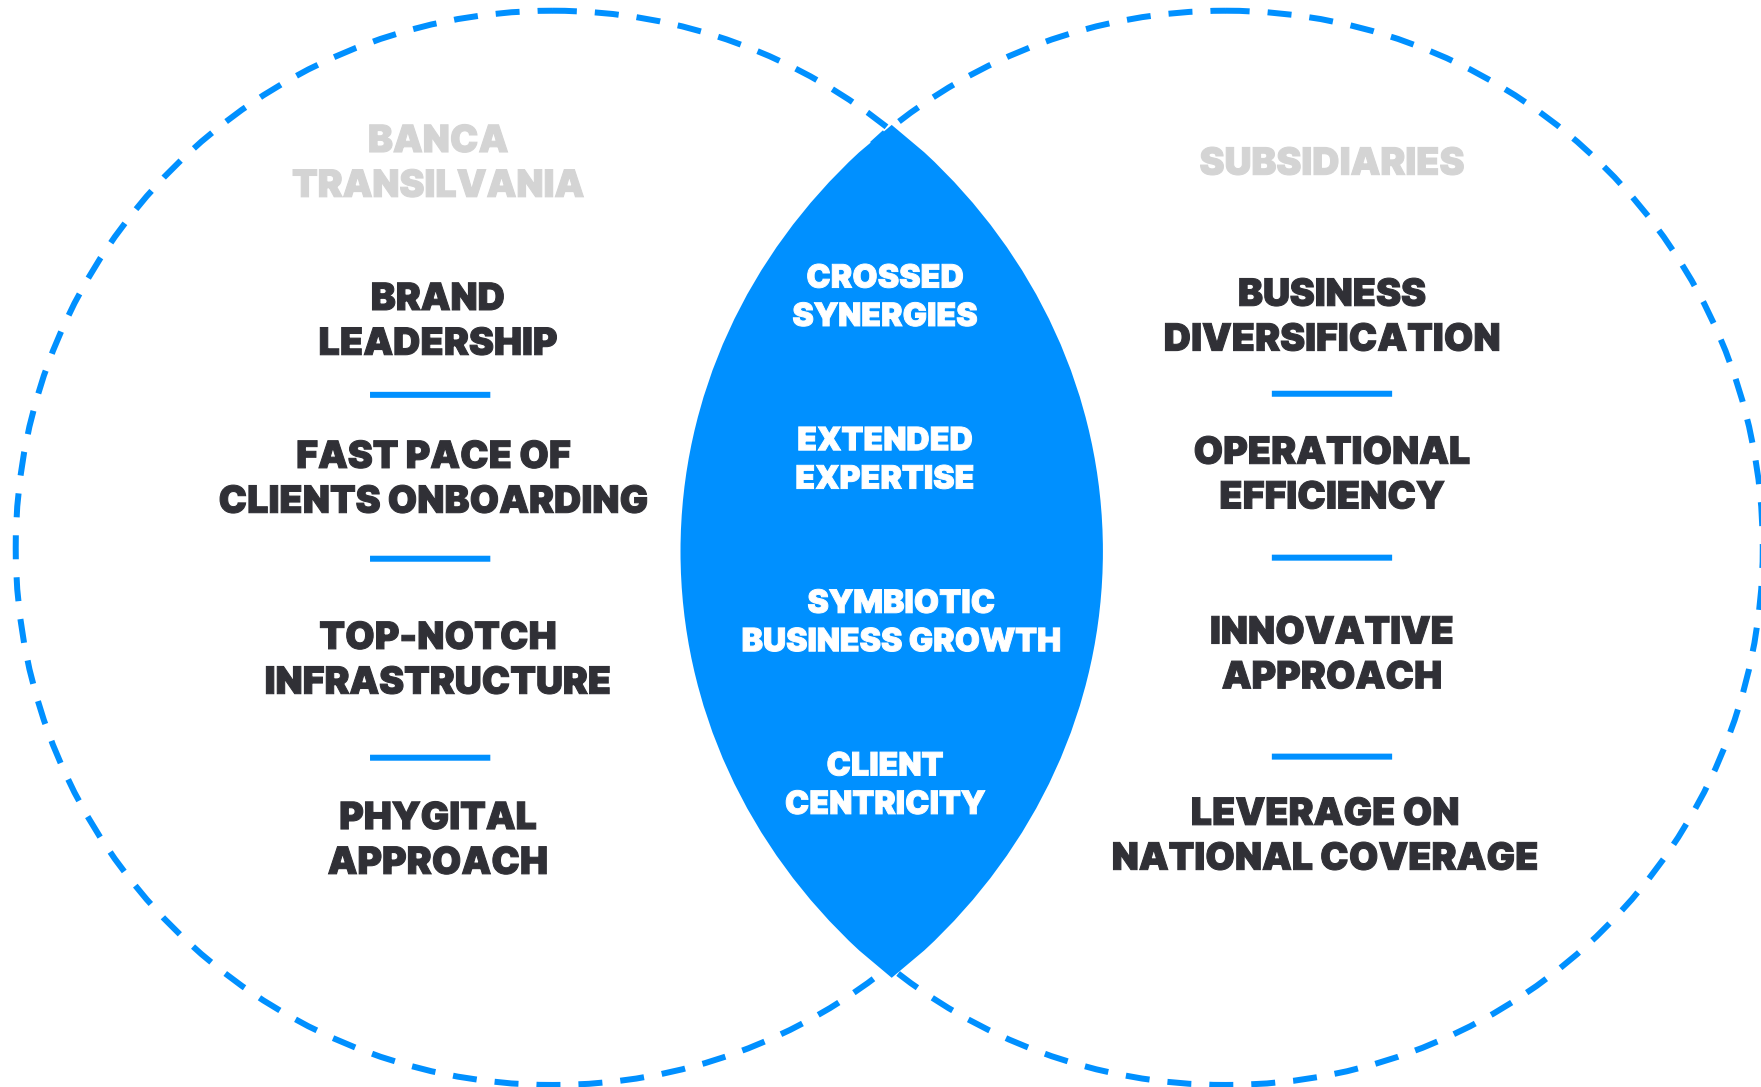 BANCA
TRANSILVANIA
BRAND
LEADERSHIP
FAST PACE OF
CLIENTS ONBOARDING
TOP-NOTCH
INFRASTRUCTURE
PHYGITAL
APPROACH
CROSSED
SYNERGIES
EXTENDED
EXPERTISE
SYMBIOTIC
BUSINESS GROWTH
CLIENT
CENTRICITY
SUBSIDIARIES
BUSINESS
DIVERSIFICATION
OPERATIONAL
EFFICIENCY
INNOVATIVE
APPROACH
LEVERAGE ON
NATIONAL COVERAGE